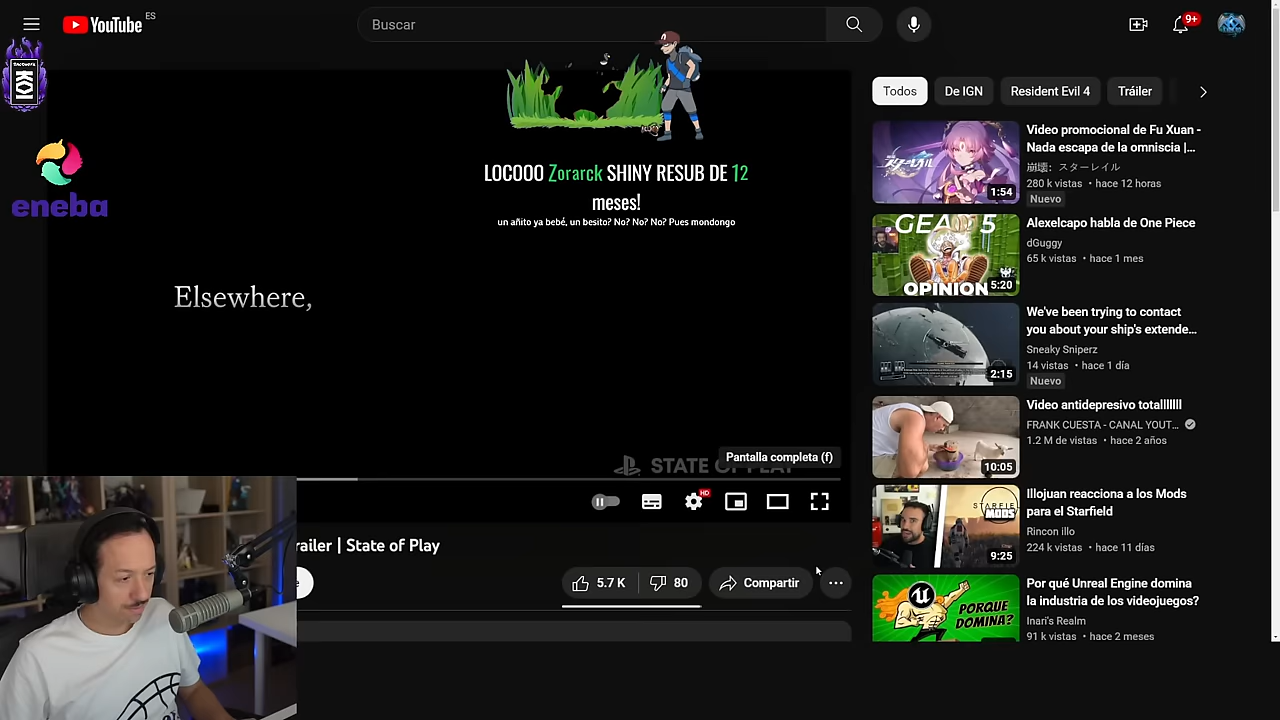 YouTube ES
Buscar
9+
KOI
eneba
LOCOOO Zorarck SHINY RESUB DE 12
meses!
un añito ya bebé, un besito? No? No? No? Pues mondongo
Elsewhere,
STATE OF PLAY
Pantalla completa (f)
HD
railer | State of Play
5.7 K
80
Compartir
Todos
De IGN
Resident Evil 4
Tráiler
1:54
Video promocional de Fu Xuan -
Nada escapa de la omniscia |...
崩壊：スターレイル
280 k vistas • hace 12 horas
Nuevo
GEAR 5
OPINION
5:20
Alexelcapo habla de One Piece
dGuggy
65 k vistas • hace 1 mes
2:15
We've been trying to contact
you about your ship's extende...
Sneaky Sniperz
14 vistas • hace 1 día
Nuevo
10:05
Video antidepresivo totalllllll
FRANK CUESTA - CANAL YOUT...
1.2 M de vistas • hace 2 años
STARFIE
MODS
9:25
Illojuan reacciona a los Mods
para el Starfield
Rincon illo
224 k vistas • hace 11 días
PORQUE
DOMINA?
Por qué Unreal Engine domina
la industria de los videojuegos?
Inari's Realm
91 k vistas • hace 2 meses